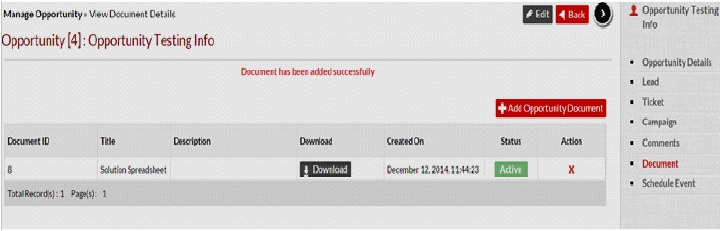 Manage Opportunity » View Document Details
Edit
Back
Opportunity [4] : Opportunity Testing Info
Document has been added successfully
Add Opportunity Document
Document ID Title Description Download Created On Status Action
8 Solution Spreadsheet Download December 12, 2014, 11:44:23 Active X
Total Record(s) : 1 Page(s) : 1
Opportunity Testing
Info
Opportunity Details
Lead
Ticket
Campaign
Comments
Document
Schedule Event